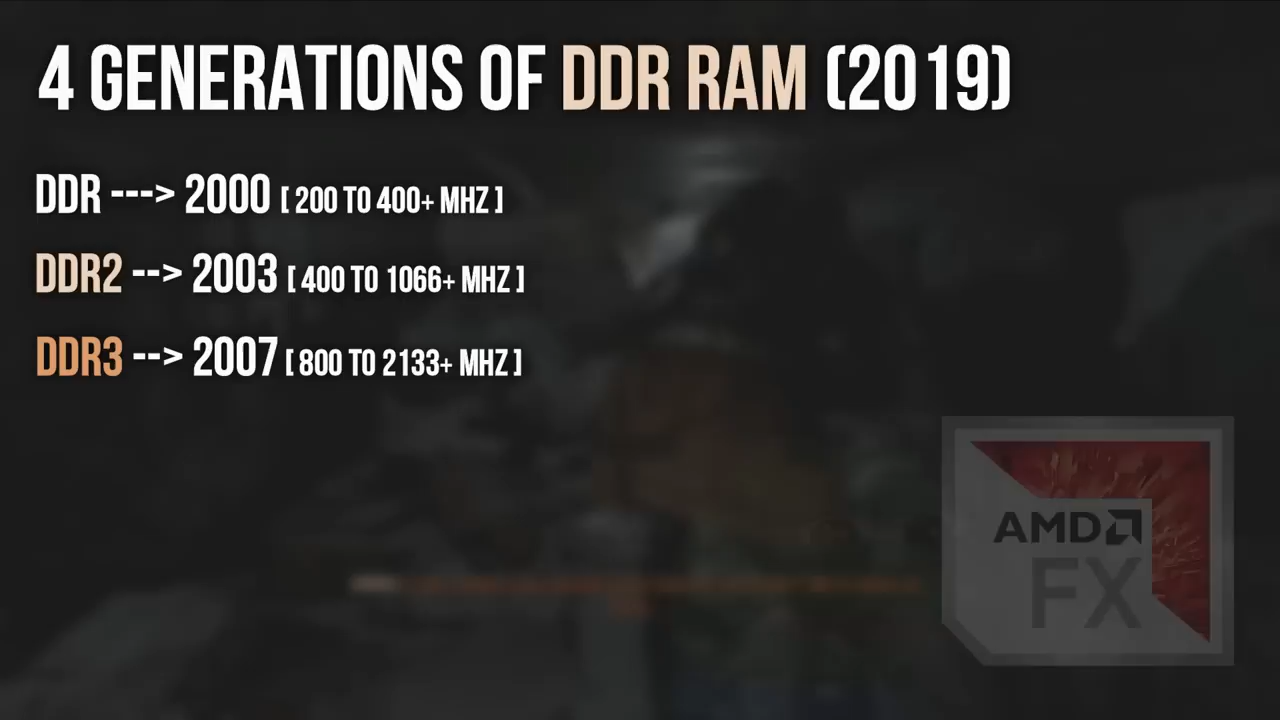 4 GENERATIONS OF DDR RAM (2019)
DDR ---> 2000 [ 200 TO 400+ MHZ ]
DDR2 --> 2003 [ 400 TO 1066+ MHZ ]
DDR3 --> 2007 [ 800 TO 2133+ MHZ ]
AMD
FX